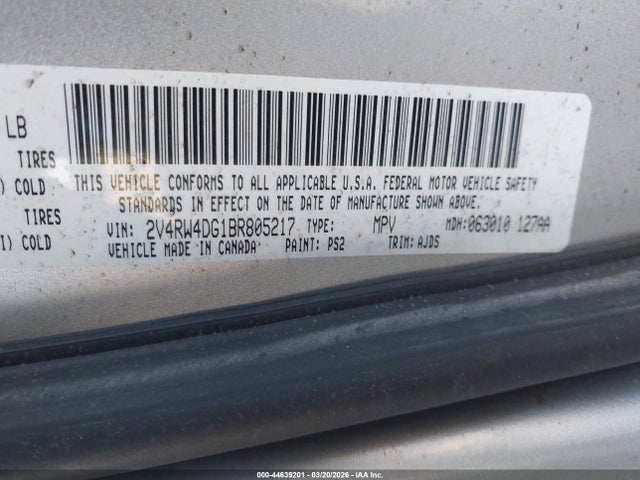 LB
TIRES
) COLD
TIRES
I) COLD
THIS VEHICLE CONFORMS TO ALL APPLICABLE U.S.A. FEDERAL MOTOR VEHICLE SAFETY
STANDARDS IN EFFECT ON THE DATE OF MANUFACTURE SHOWN ABOVE.
VIN: 2V4RW4DG1BR805217 TYPE: MPV MDH:063010 127AA
VEHICLE MADE IN CANADA PAINT: PS2 TRIM: AJDS
000-44639201 | 03/20/2026 | IAA Inc.